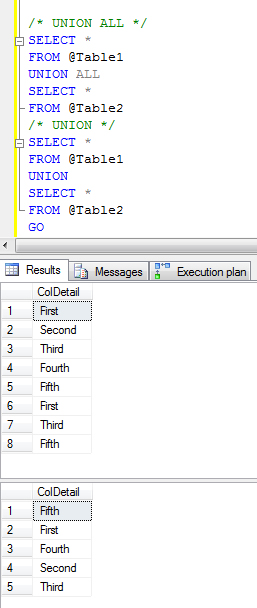 /* UNION ALL */
SELECT *
FROM @Table1
UNION ALL
SELECT *
FROM @Table2
/* UNION */
SELECT *
FROM @Table1
UNION
SELECT *
FROM @Table2
GO
Results Messages Execution plan
ColDetail
1 First
2 Second
3 Third
4 Fourth
5 Fifth
6 First
7 Third
8 Fifth
ColDetail
1 Fifth
2 First
3 Fourth
4 Second
5 Third